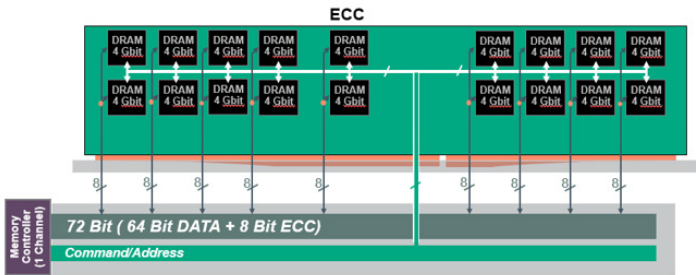 ECC
DRAM DRAM DRAM DRAM DRAM DRAM DRAM DRAM DRAM
4 Gbit 4 Gbit 4 Gbit 4 Gbit 4 Gbit 4 Gbit 4 Gbit 4 Gbit 4 Gbit
DRAM DRAM DRAM DRAM DRAM DRAM DRAM DRAM DRAM
4 Gbit 4 Gbit 4 Gbit 4 Gbit 4 Gbit 4 Gbit 4 Gbit 4 Gbit 4 Gbit
8 8 8 8 8 8 8 8 8
Memory
Controller
(1 Channel)
72 Bit ( 64 Bit DATA + 8 Bit ECC)
Command/Address